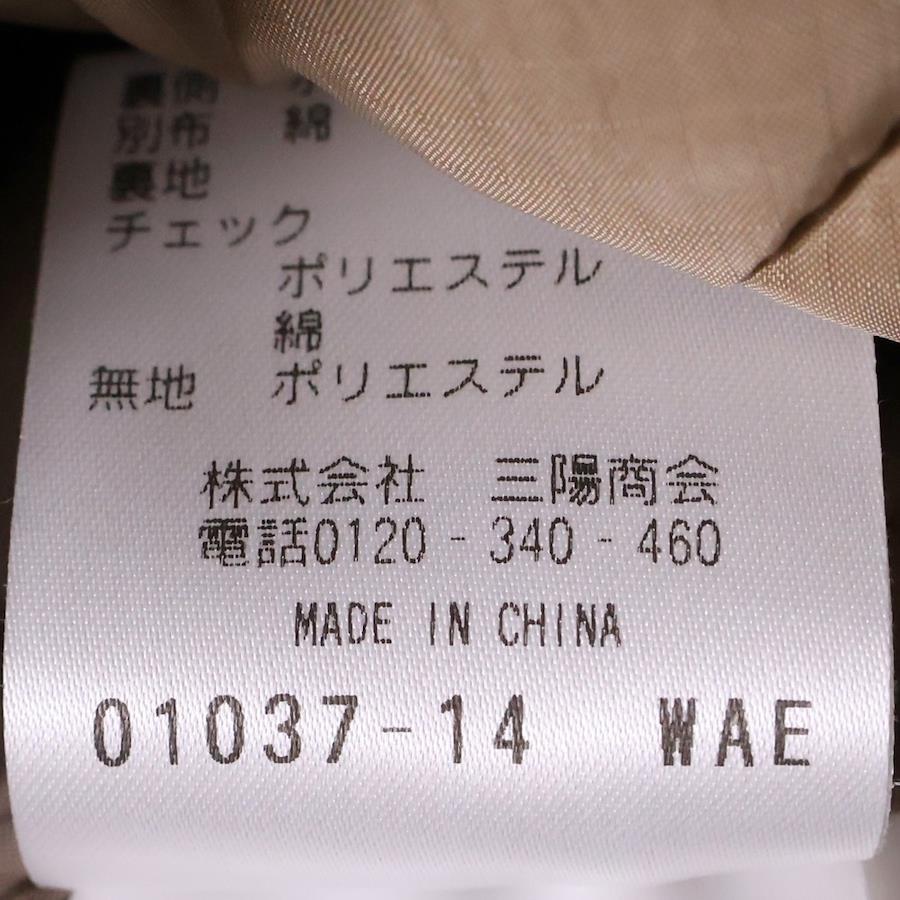 裏側
別布 綿
裏地
チェック
ポリエステル
綿
無地 ポリエステル
株式会社 三陽商会
電話0120-340-460
MADE IN CHINA
01037-14 WAE